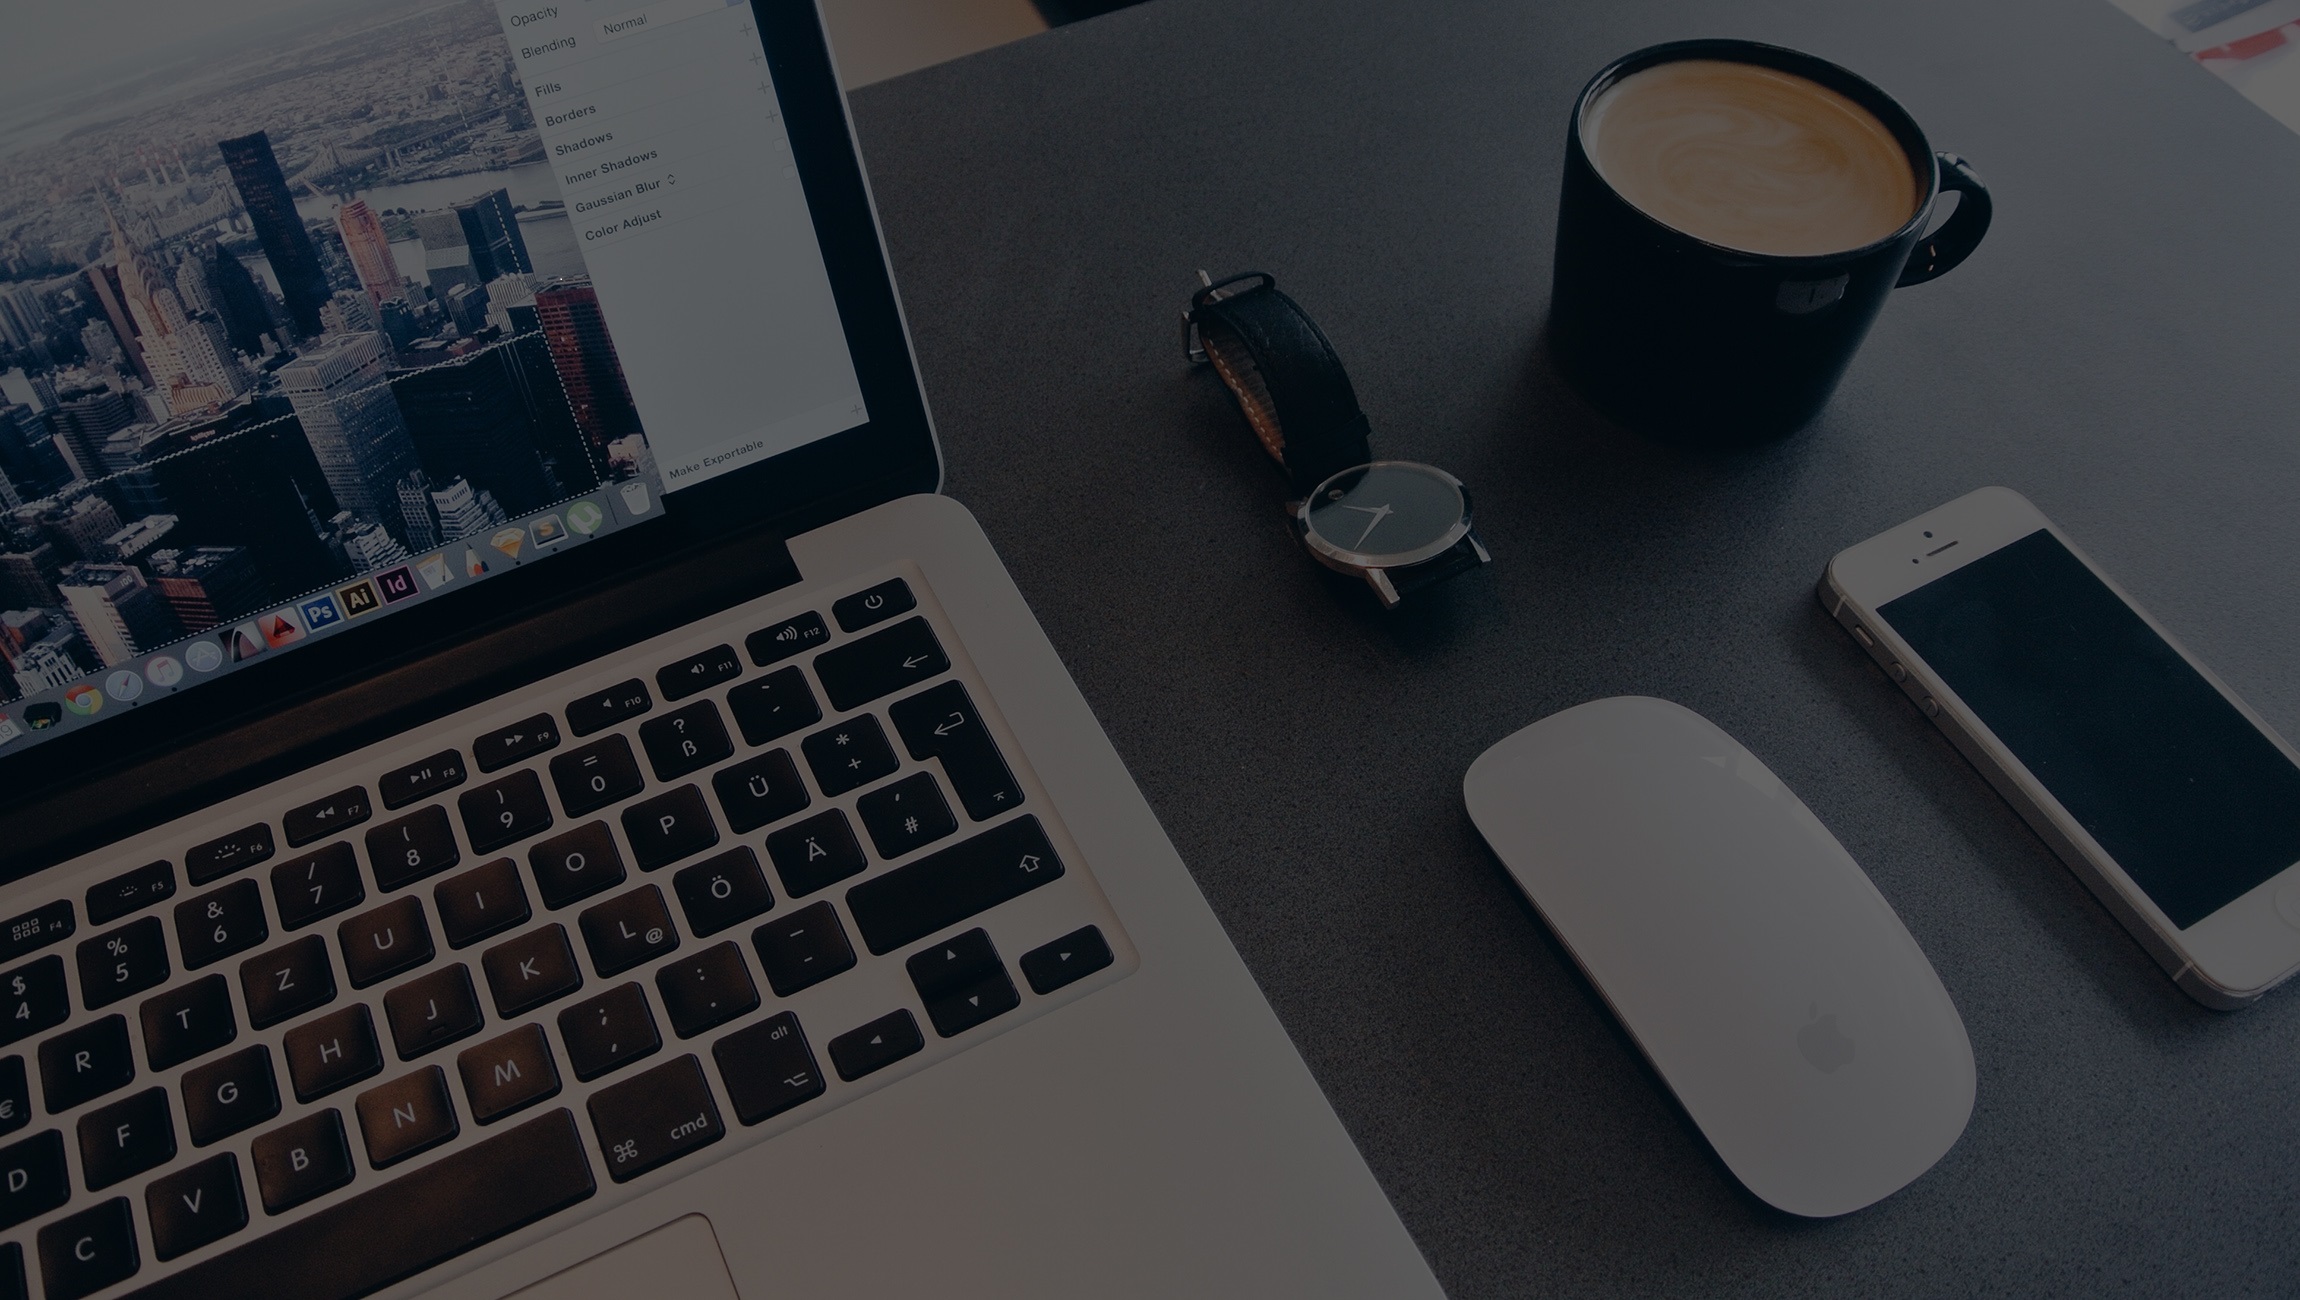 Opacity
Blending Normal
Fills
Borders
Shadows
Inner Shadows
Gaussian Blur
Color Adjust
Make Exportable
Ps Ai Id
F4 F5 F6 F7 F8 F9 F10 F11 F12
$ % & / ( ) = ?
4 5 6 7 8 9 0 ß
R T Z U I O P Ü * +
D F G H J K L @ Ö Ä ' #
C V B N M ; , : . _ -
€
cmd alt